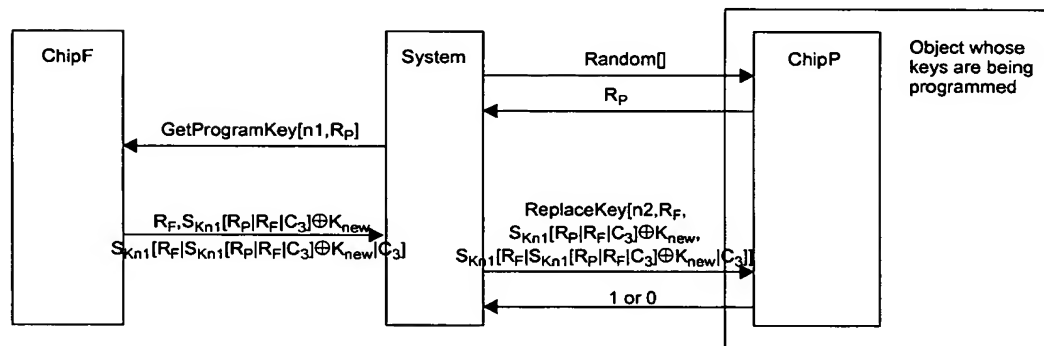 ChipF
System
ChipP
Object whose
keys are being
programmed
Random[]
R_P
GetProgramKey[n1,R_P]
R_F,S_Kn1[R_P|R_F|C_3]⊕K_new,
S_Kn1[R_F|S_Kn1[R_P|R_F|C_3]⊕K_new|C_3]
ReplaceKey[n2,R_F,
S_Kn1[R_P|R_F|C_3]⊕K_new,
S_Kn1[R_F|S_Kn1[R_P|R_F|C_3]⊕K_new|C_3]]
1 or 0